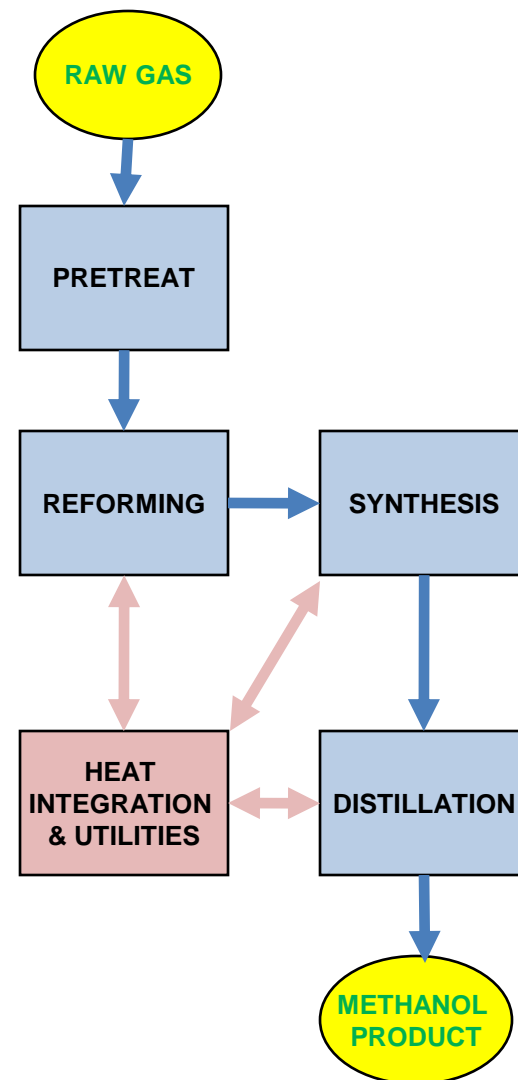 RAW GAS
PRETREAT
REFORMING
SYNTHESIS
HEAT
INTEGRATION
& UTILITIES
DISTILLATION
METHANOL
PRODUCT